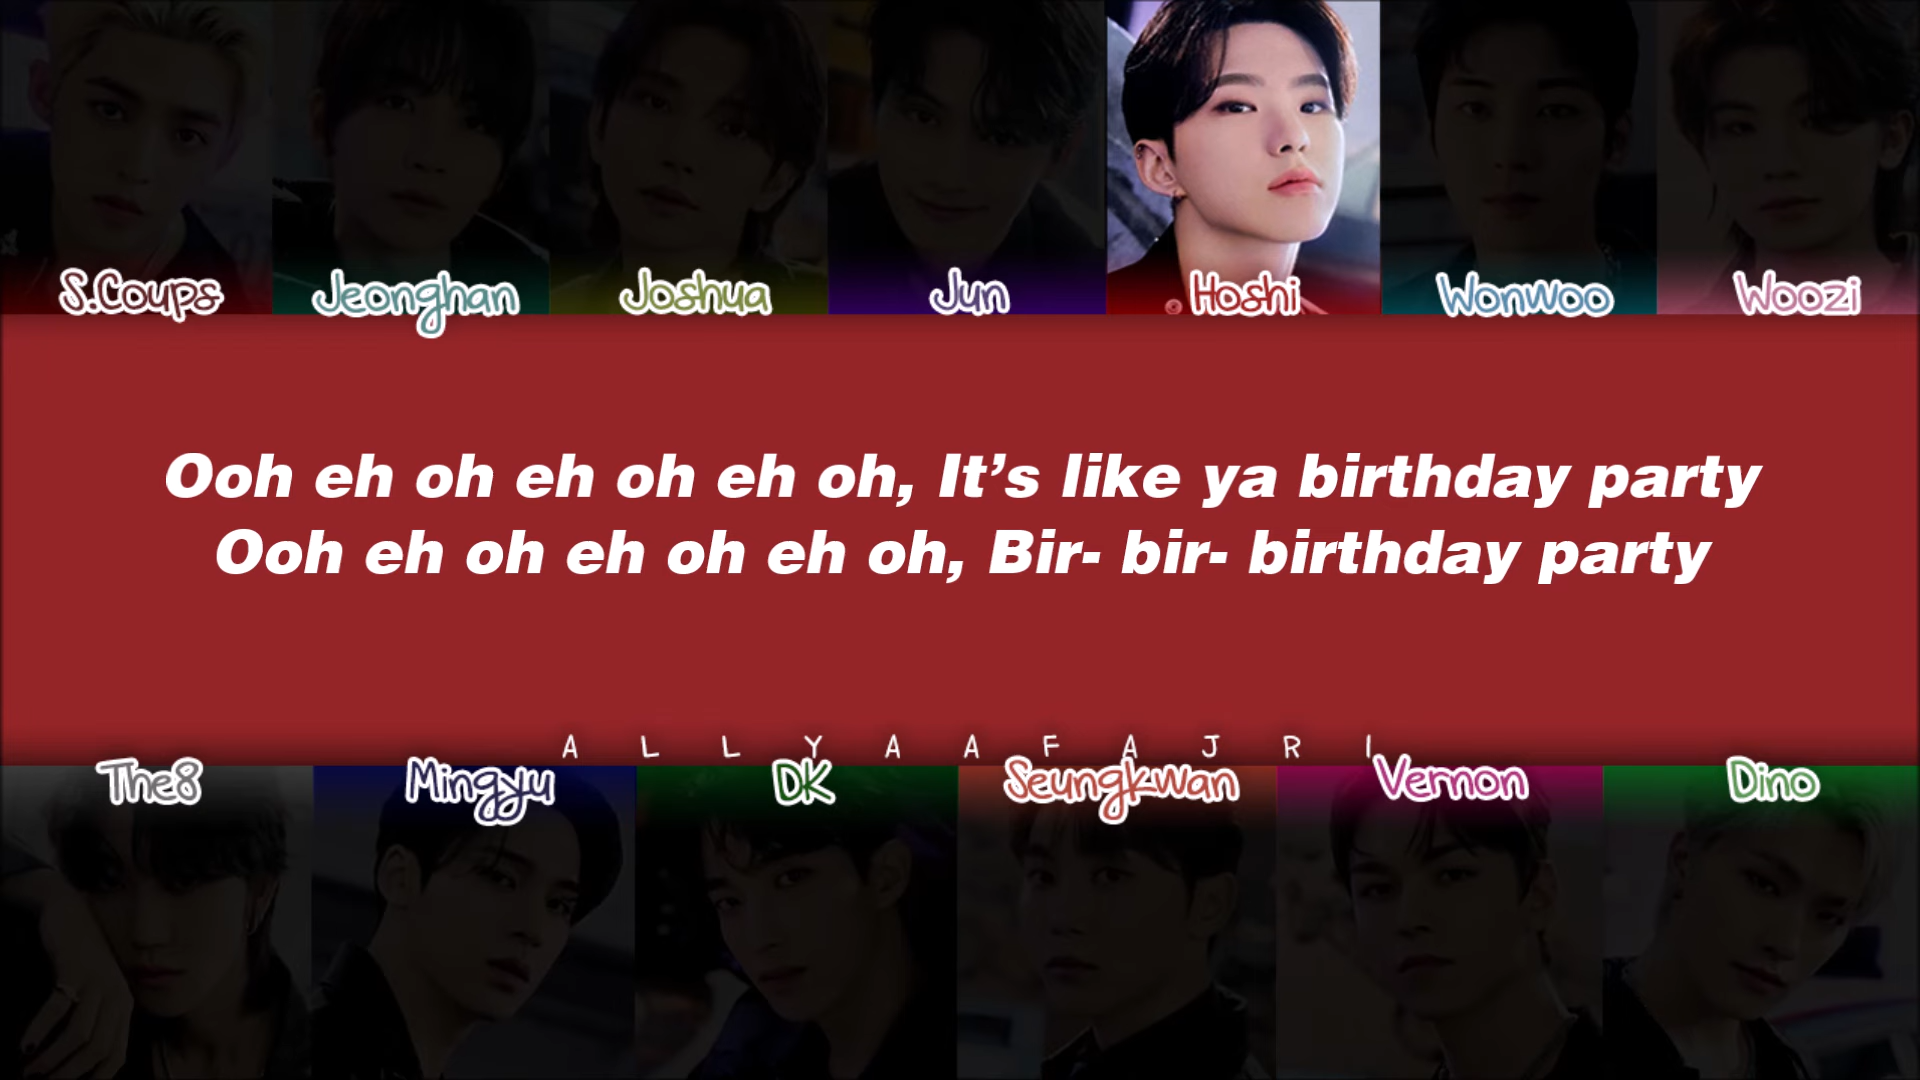 S.Coups Jeonghan Joshua Jun Hoshi Wonwoo Woozi
Ooh eh oh eh oh eh oh, It’s like ya birthday party
Ooh eh oh eh oh eh oh, Bir- bir- birthday party
ALLYAAFAJRI
The8 Mingyu DK Seungkwan Vernon Dino